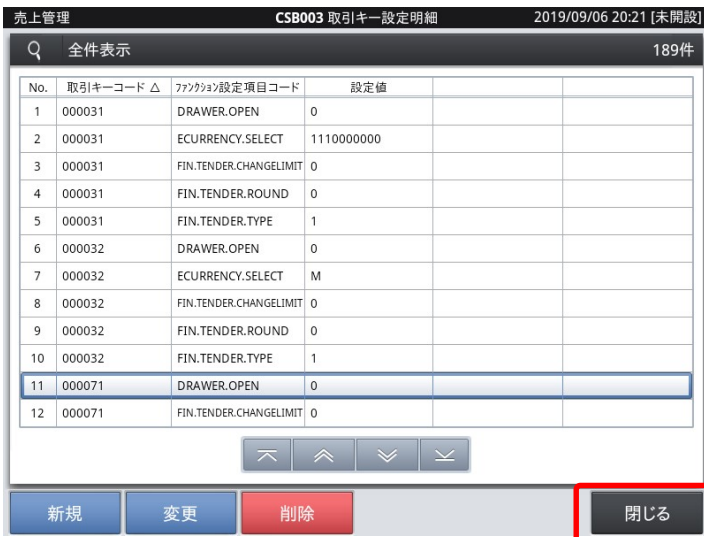 売上管理 CSB003 取引キー設定明細 2019/09/06 20:21 [未開設]
全件表示 189件
No. 取引キーコード △ ﾌｧﾝｸｼｮﾝ設定項目コード 設定値
1 000031 DRAWER.OPEN 0
2 000031 ECURRENCY.SELECT 1110000000
3 000031 FIN.TENDER.CHANGELIMIT 0
4 000031 FIN.TENDER.ROUND 0
5 000031 FIN.TENDER.TYPE 1
6 000032 DRAWER.OPEN 0
7 000032 ECURRENCY.SELECT M
8 000032 FIN.TENDER.CHANGELIMIT 0
9 000032 FIN.TENDER.ROUND 0
10 000032 FIN.TENDER.TYPE 1
11 000071 DRAWER.OPEN 0
12 000071 FIN.TENDER.CHANGELIMIT 0
新規 変更 削除 閉じる